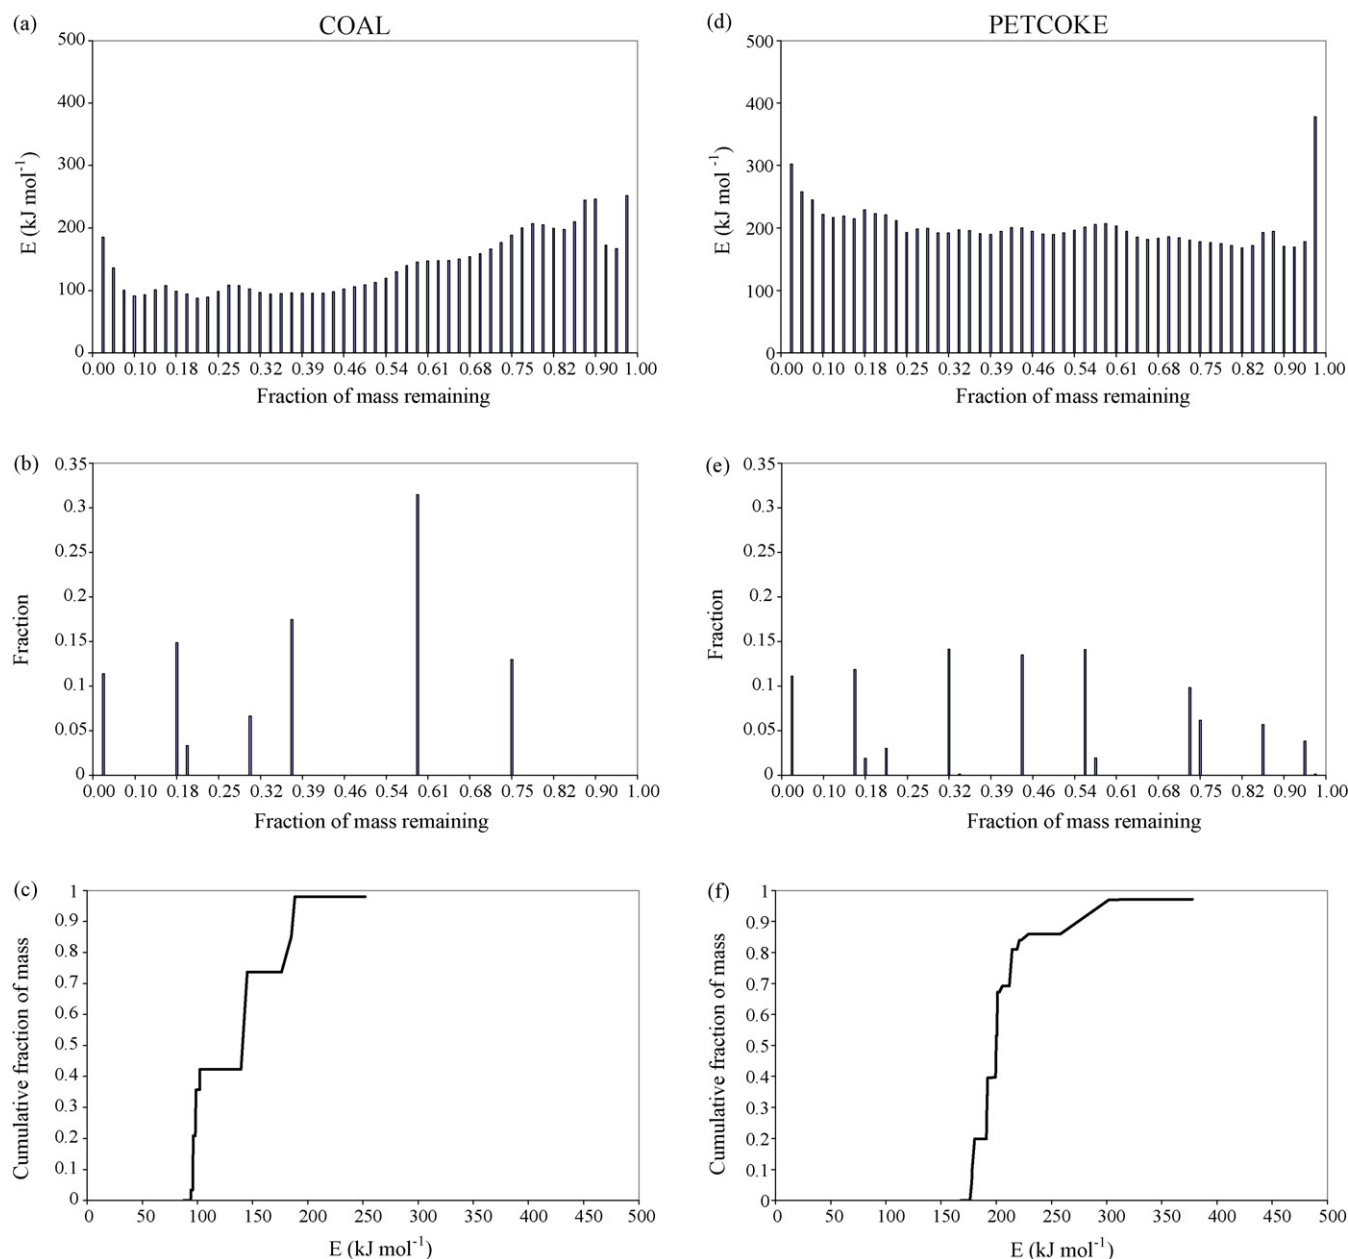 (a)
COAL
500
400
300
200
100
0
E (kJ mol⁻¹)
0.00 0.10 0.18 0.25 0.32 0.39 0.46 0.54 0.61 0.68 0.75 0.82 0.90 1.00
Fraction of mass remaining
(d)
PETCOKE
500
400
300
200
100
0
E (kJ mol⁻¹)
0.00 0.10 0.18 0.25 0.32 0.39 0.46 0.54 0.61 0.68 0.75 0.82 0.90 1.00
Fraction of mass remaining
(b)
0.35
0.3
0.25
0.2
0.15
0.1
0.05
0
Fraction
0.00 0.10 0.18 0.25 0.32 0.39 0.46 0.54 0.61 0.68 0.75 0.82 0.90 1.00
Fraction of mass remaining
(e)
0.35
0.3
0.25
0.2
0.15
0.1
0.05
0
Fraction
0.00 0.10 0.18 0.25 0.32 0.39 0.46 0.54 0.61 0.68 0.75 0.82 0.90 1.00
Fraction of mass remaining
(c)
1
0.9
0.8
0.7
0.6
0.5
0.4
0.3
0.2
0.1
0
Cumulative fraction of mass
0 50 100 150 200 250 300 350 400 450 500
E (kJ mol⁻¹)
(f)
1
0.9
0.8
0.7
0.6
0.5
0.4
0.3
0.2
0.1
0
Cumulative fraction of mass
0 50 100 150 200 250 300 350 400 450 500
E (kJ mol⁻¹)